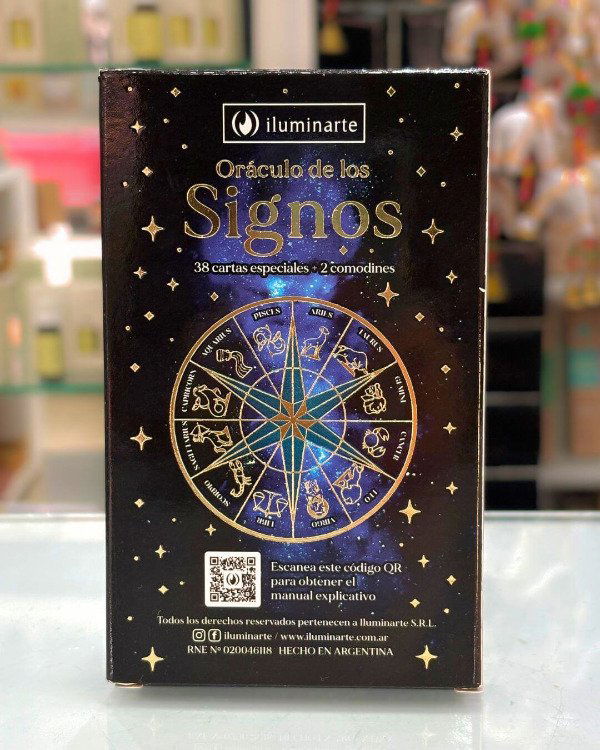 iluminarte
Oráculo de los
Signos
38 cartas especiales + 2 comodines
PISCES
ARIES
AQUARIUS
TAURUS
CAPRICORN
GEMINI
SAGITTARIUS
CANCER
SCORPIO
LEO
LIBRA
VIRGO
Escanea este código QR
para obtener el
manual explicativo
Todos los derechos reservados pertenecen a Iluminarte S.R.L.
iluminarte / www.iluminarte.com.ar
RNE Nº 020046118 HECHO EN ARGENTINA